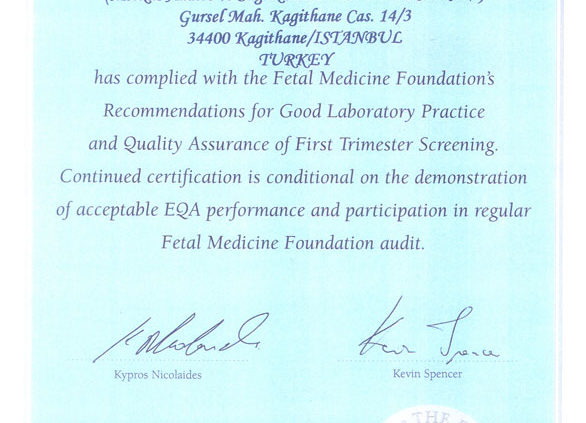 Gursel Mah. Kagithane Cas. 14/3
34400 Kagithane/ISTANBUL
TURKEY
has complied with the Fetal Medicine Foundation's
Recommendations for Good Laboratory Practice
and Quality Assurance of First Trimester Screening.
Continued certification is conditional on the demonstration
of acceptable EQA performance and participation in regular
Fetal Medicine Foundation audit.
Kypros Nicolaides
Kevin Spencer
THE